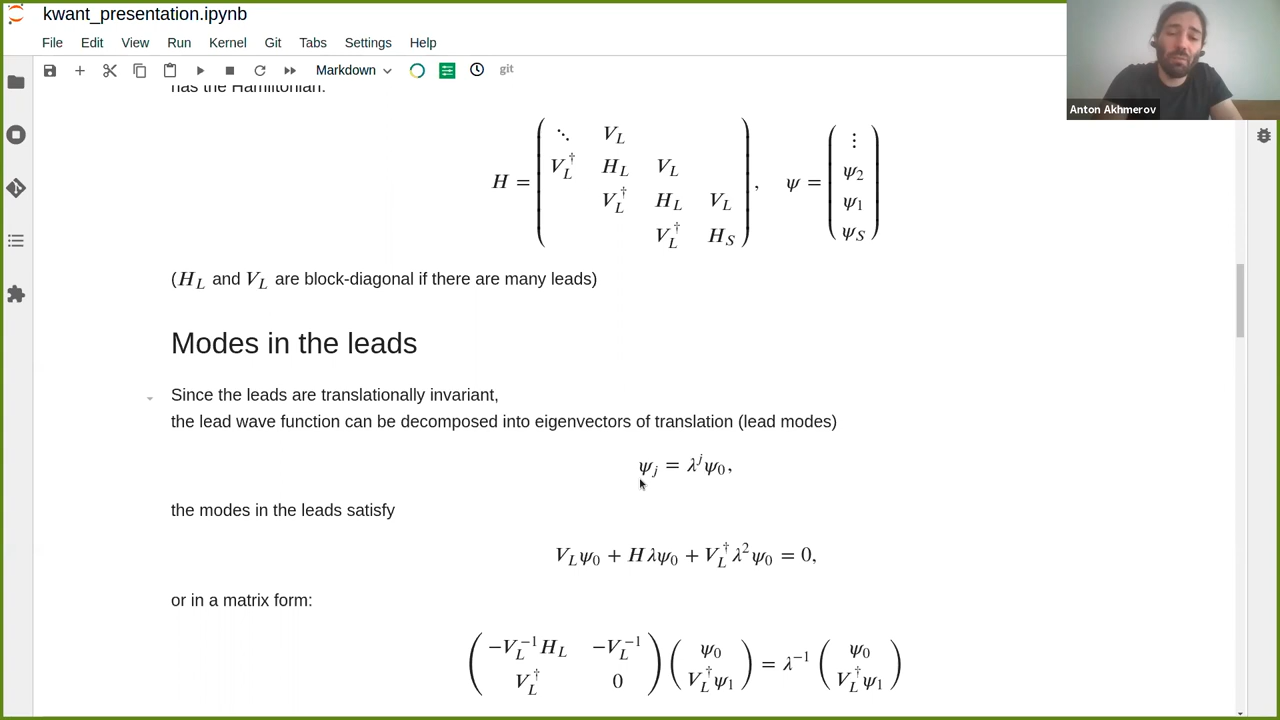 kwant_presentation.ipynb
File Edit View Run Kernel Git Tabs Settings Help
Markdown git
Anton Akhmerov
has the Hamiltonian:
H = ( ⋱ V_L
V_L^† H_L V_L
V_L^† H_L V_L
V_L^† H_S ) , ψ = ( ⋮ ψ_2 ψ_1 ψ_S )
(H_L and V_L are block-diagonal if there are many leads)
Modes in the leads
Since the leads are translationally invariant,
the lead wave function can be decomposed into eigenvectors of translation (lead modes)
ψ_j = λ^j ψ_0,
the modes in the leads satisfy
V_L ψ_0 + H λ ψ_0 + V_L^† λ^2 ψ_0 = 0,
or in a matrix form:
( −V_L^{−1} H_L −V_L^{−1}
V_L^† 0 ) ( ψ_0 V_L^† ψ_1 ) = λ^{−1} ( ψ_0 V_L^† ψ_1 )